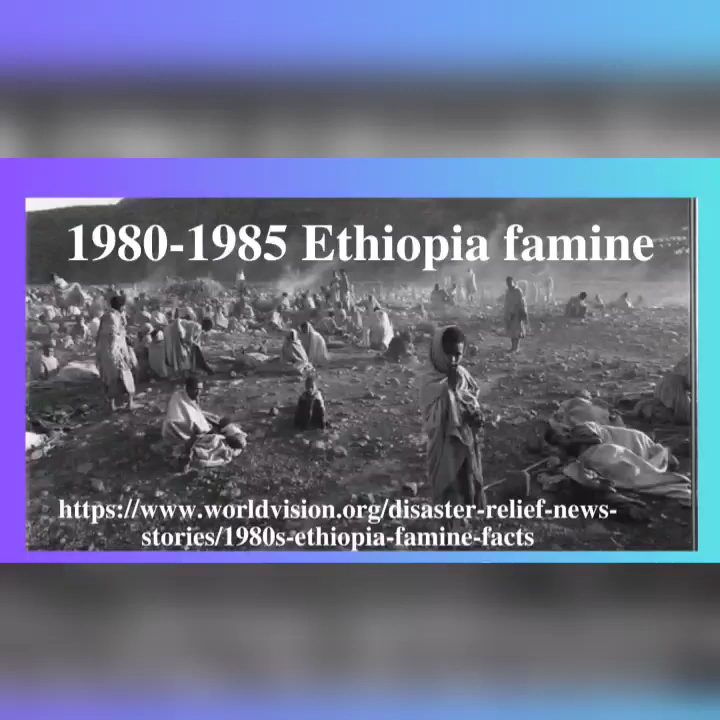 1980-1985 Ethiopia famine
https://www.worldvision.org/disaster-relief-news-
stories/1980s-ethiopia-famine-facts